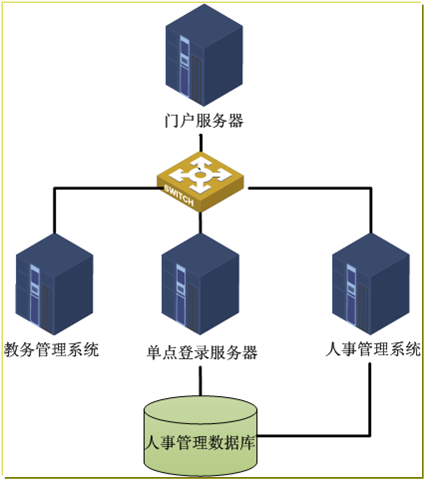 门户服务器
SWITCH
教务管理系统
单点登录服务器
人事管理系统
人事管理数据库